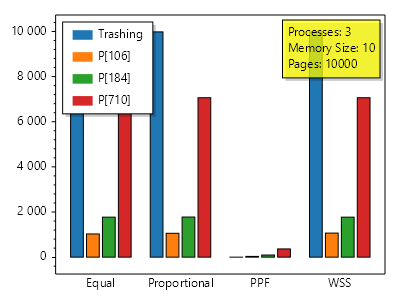 10 000
8 000
6 000
4 000
2 000
0
Trashing
P[106]
P[184]
P[710]
Processes: 3
Memory Size: 10
Pages: 10000
Equal Proportional PPF WSS